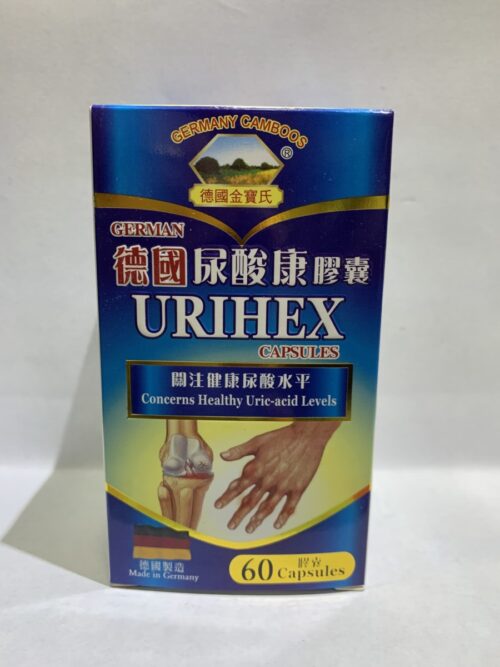 GERMANY CAMBOOS
®
德國金寶氏
GERMAN
德國尿酸康膠囊
URIHEX
CAPSULES
關注健康尿酸水平
Concerns Healthy Uric-acid Levels
德國製造
Made in Germany
60 膠囊
Capsules